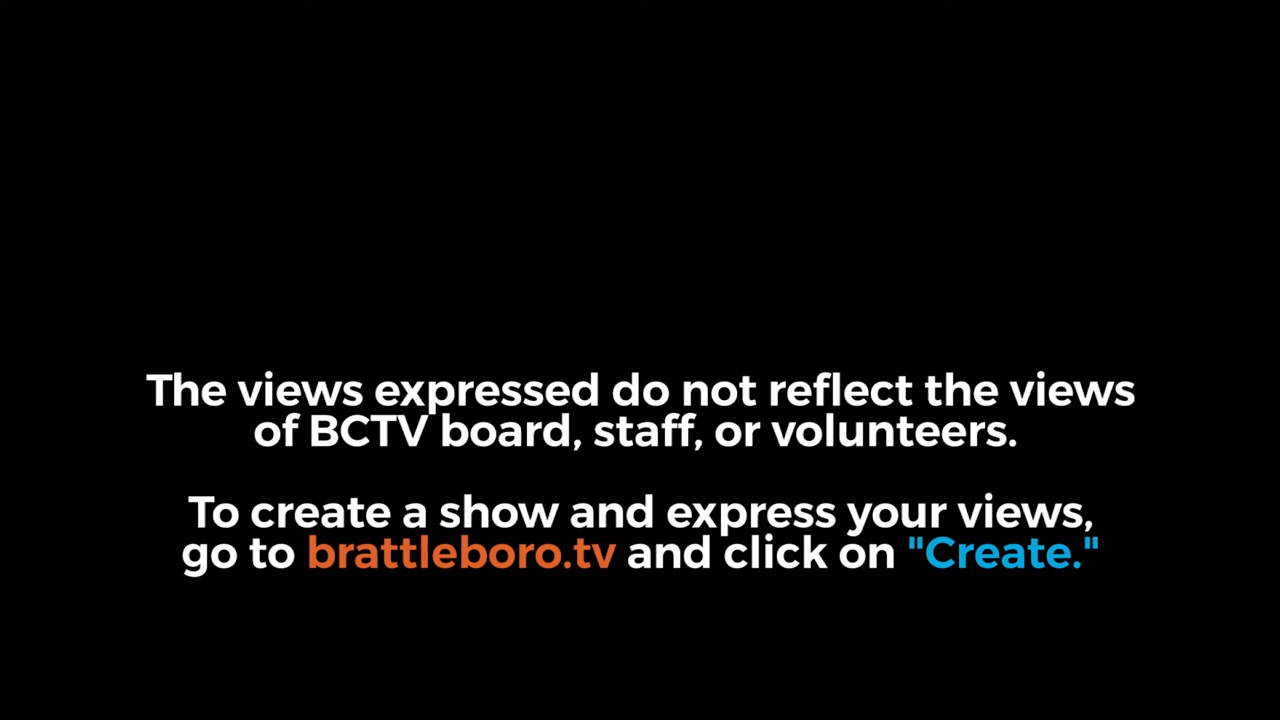 The views expressed do not reflect the views
of BCTV board, staff, or volunteers.
To create a show and express your views,
go to brattleboro.tv and click on "Create."